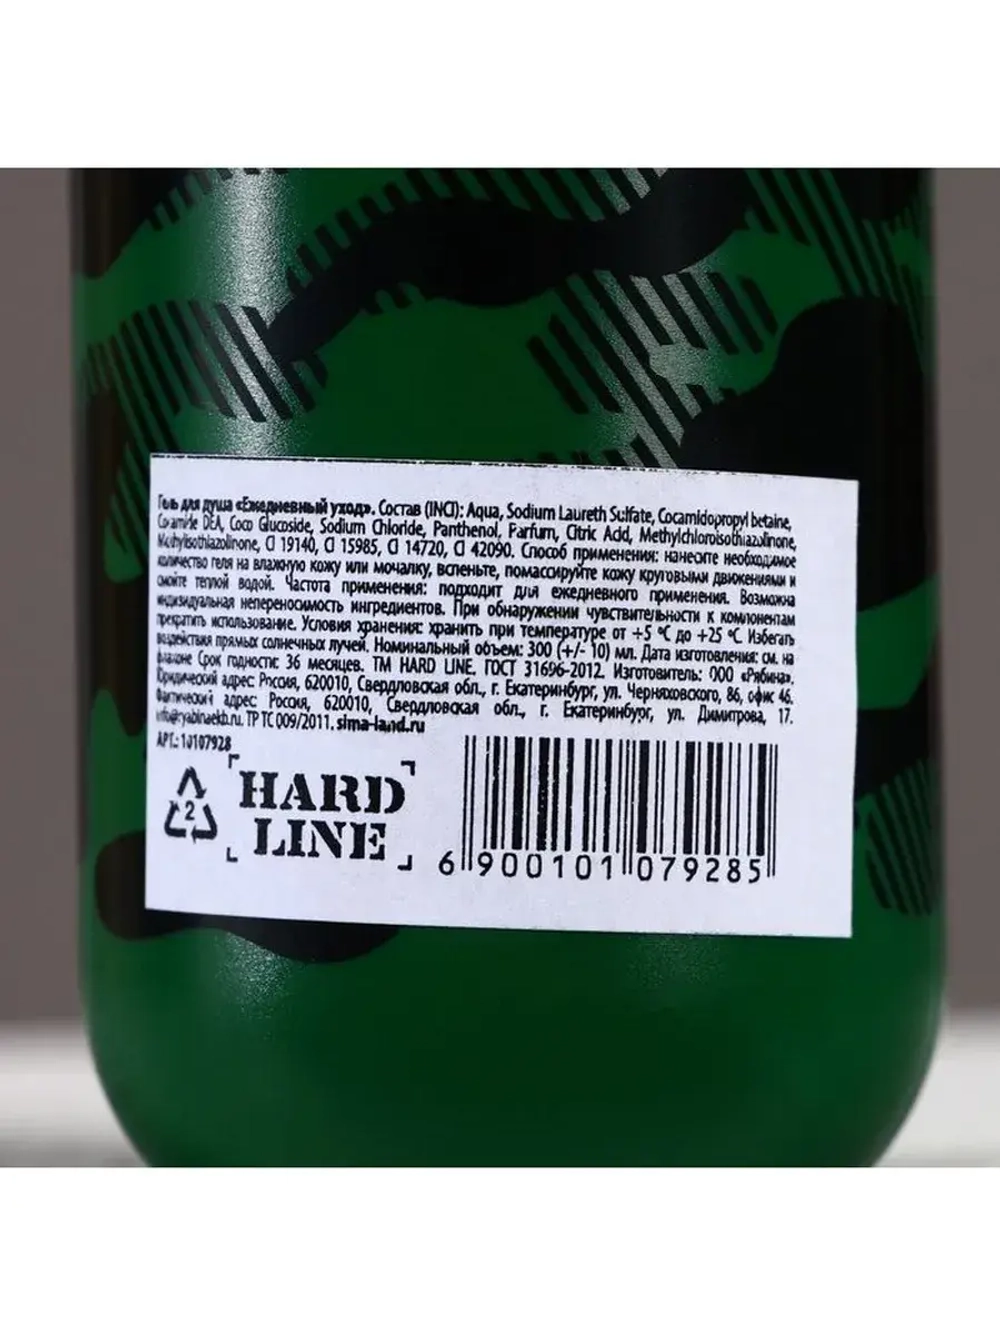 Гель для душа «Ежедневный уход». Состав (INCI): Aqua, Sodium Laureth Sulfate, Cocamidopropyl betaine,
Cocamide DEA, Coco Glucoside, Sodium Chloride, Panthenol, Parfum, Citric Acid, Methylchloroisothiazolinone,
Methylisothiazolinone, CI 19140, CI 15985, CI 14720, CI 42090. Способ применения: нанесите необходимое
количество геля на влажную кожу или мочалку, вспеньте, помассируйте кожу круговыми движениями и
смойте теплой водой. Частота применения: подходит для ежедневного применения. Возможна
индивидуальная непереносимость ингредиентов. При обнаружении чувствительности к компонентам
прекратить использование. Условия хранения: хранить при температуре от +5 °С до +25 °С. Избегать
воздействия прямых солнечных лучей. Номинальный объем: 300 (+/- 10) мл. Дата изготовления: см. на
флаконе Срок годности: 36 месяцев. ТМ HARD LINE. ГОСТ 31696-2012. Изготовитель: ООО «Рябина».
Юридический адрес: Россия, 620010, Свердловская обл., г. Екатеринбург, ул. Черняховского, 86, офис 46.
Фактический адрес: Россия, 620010, Свердловская обл., г. Екатеринбург, ул. Димитрова, 17.
info@ryabinaekb.ru. ТР ТС 009/2011. sima-land.ru
АРТ.: 10107928
2
HARD
LINE
6 900101 079285